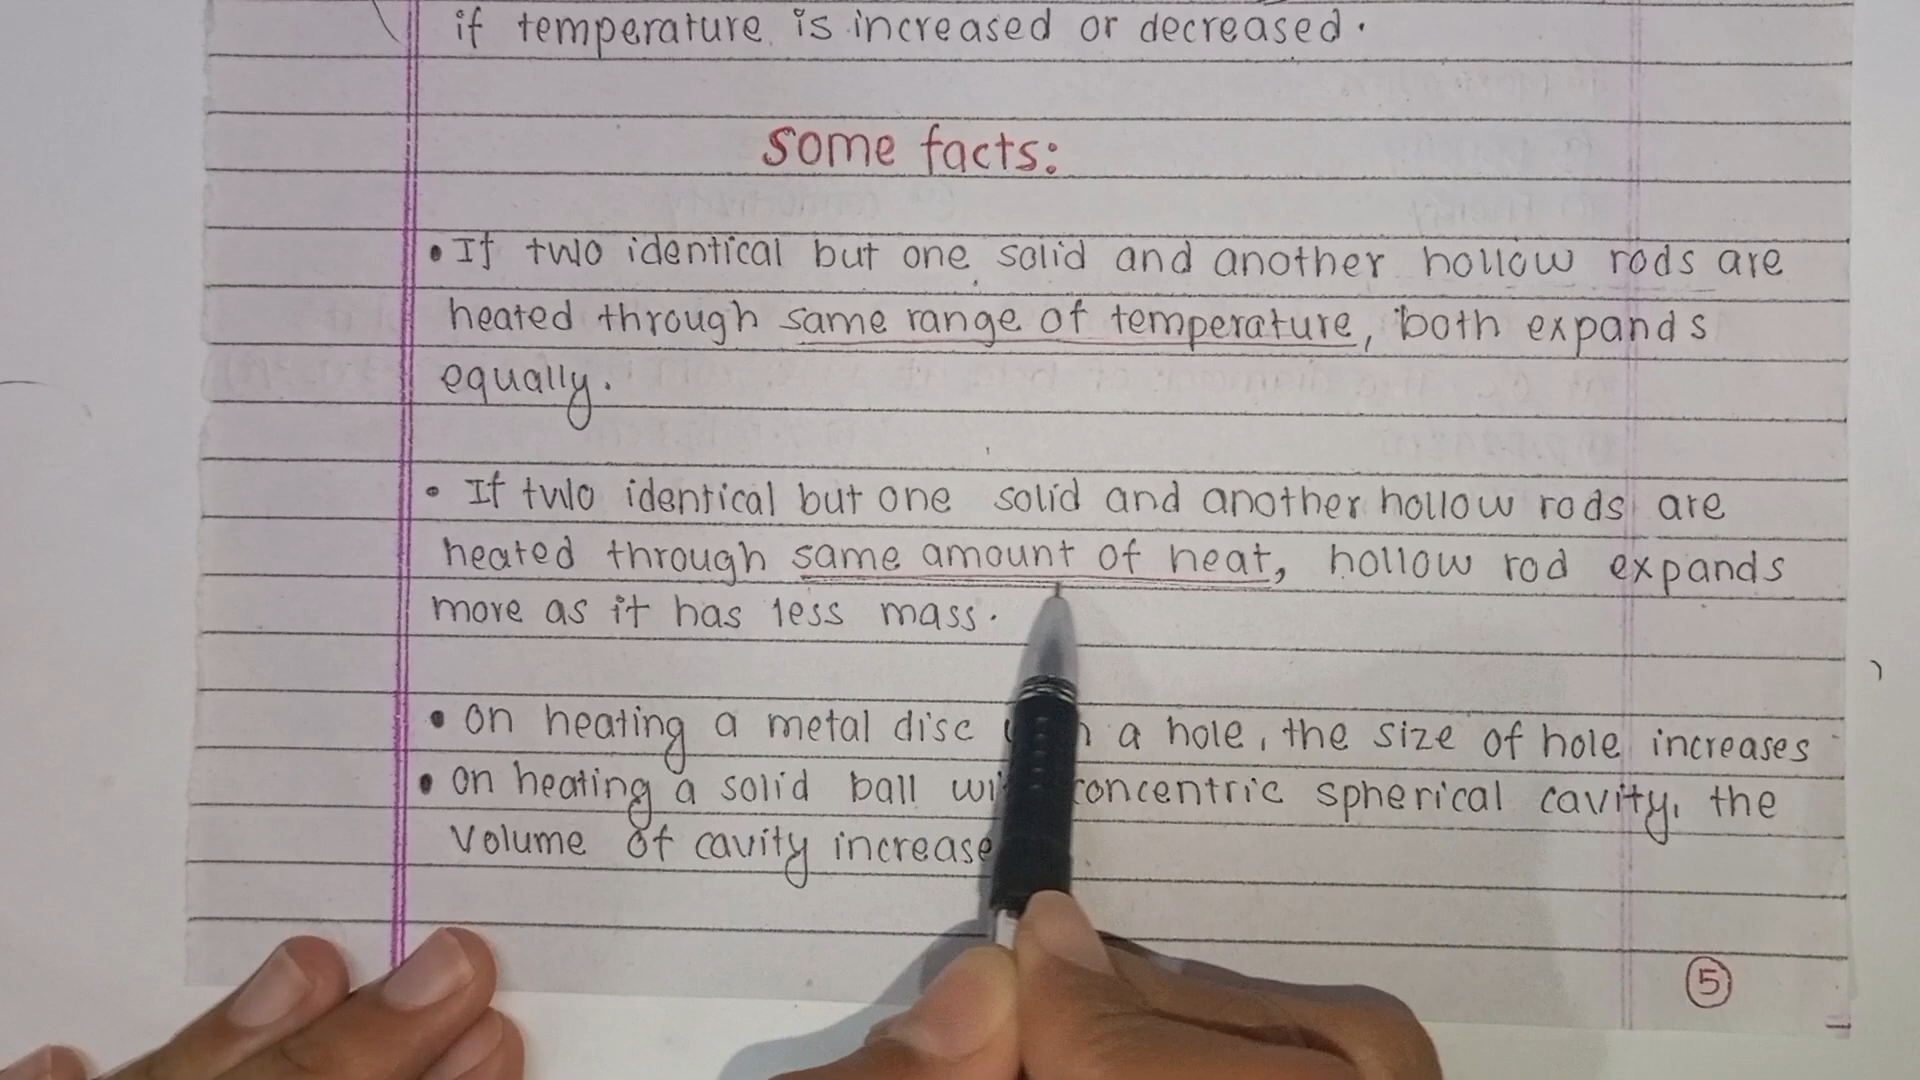 if temperature is increased or decreased.
some facts:
• If two identical but one solid and another hollow rods are
heated through same range of temperature, both expands
equally.
• If two identical but one solid and another hollow rods are
heated through same amount of heat, hollow rod expands
more as it has less mass.
• on heating a metal disc a hole, the size of hole increases
• on heating a solid ball concentric spherical cavity, the
volume of cavity increase
5